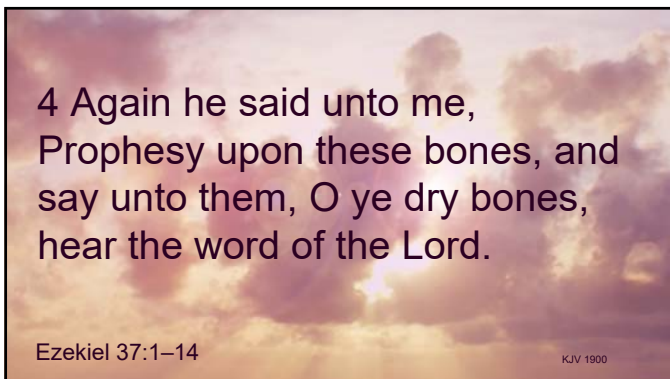 4 Again he said unto me,
Prophesy upon these bones, and
say unto them, O ye dry bones,
hear the word of the Lord.
Ezekiel 37:1–14
KJV 1900